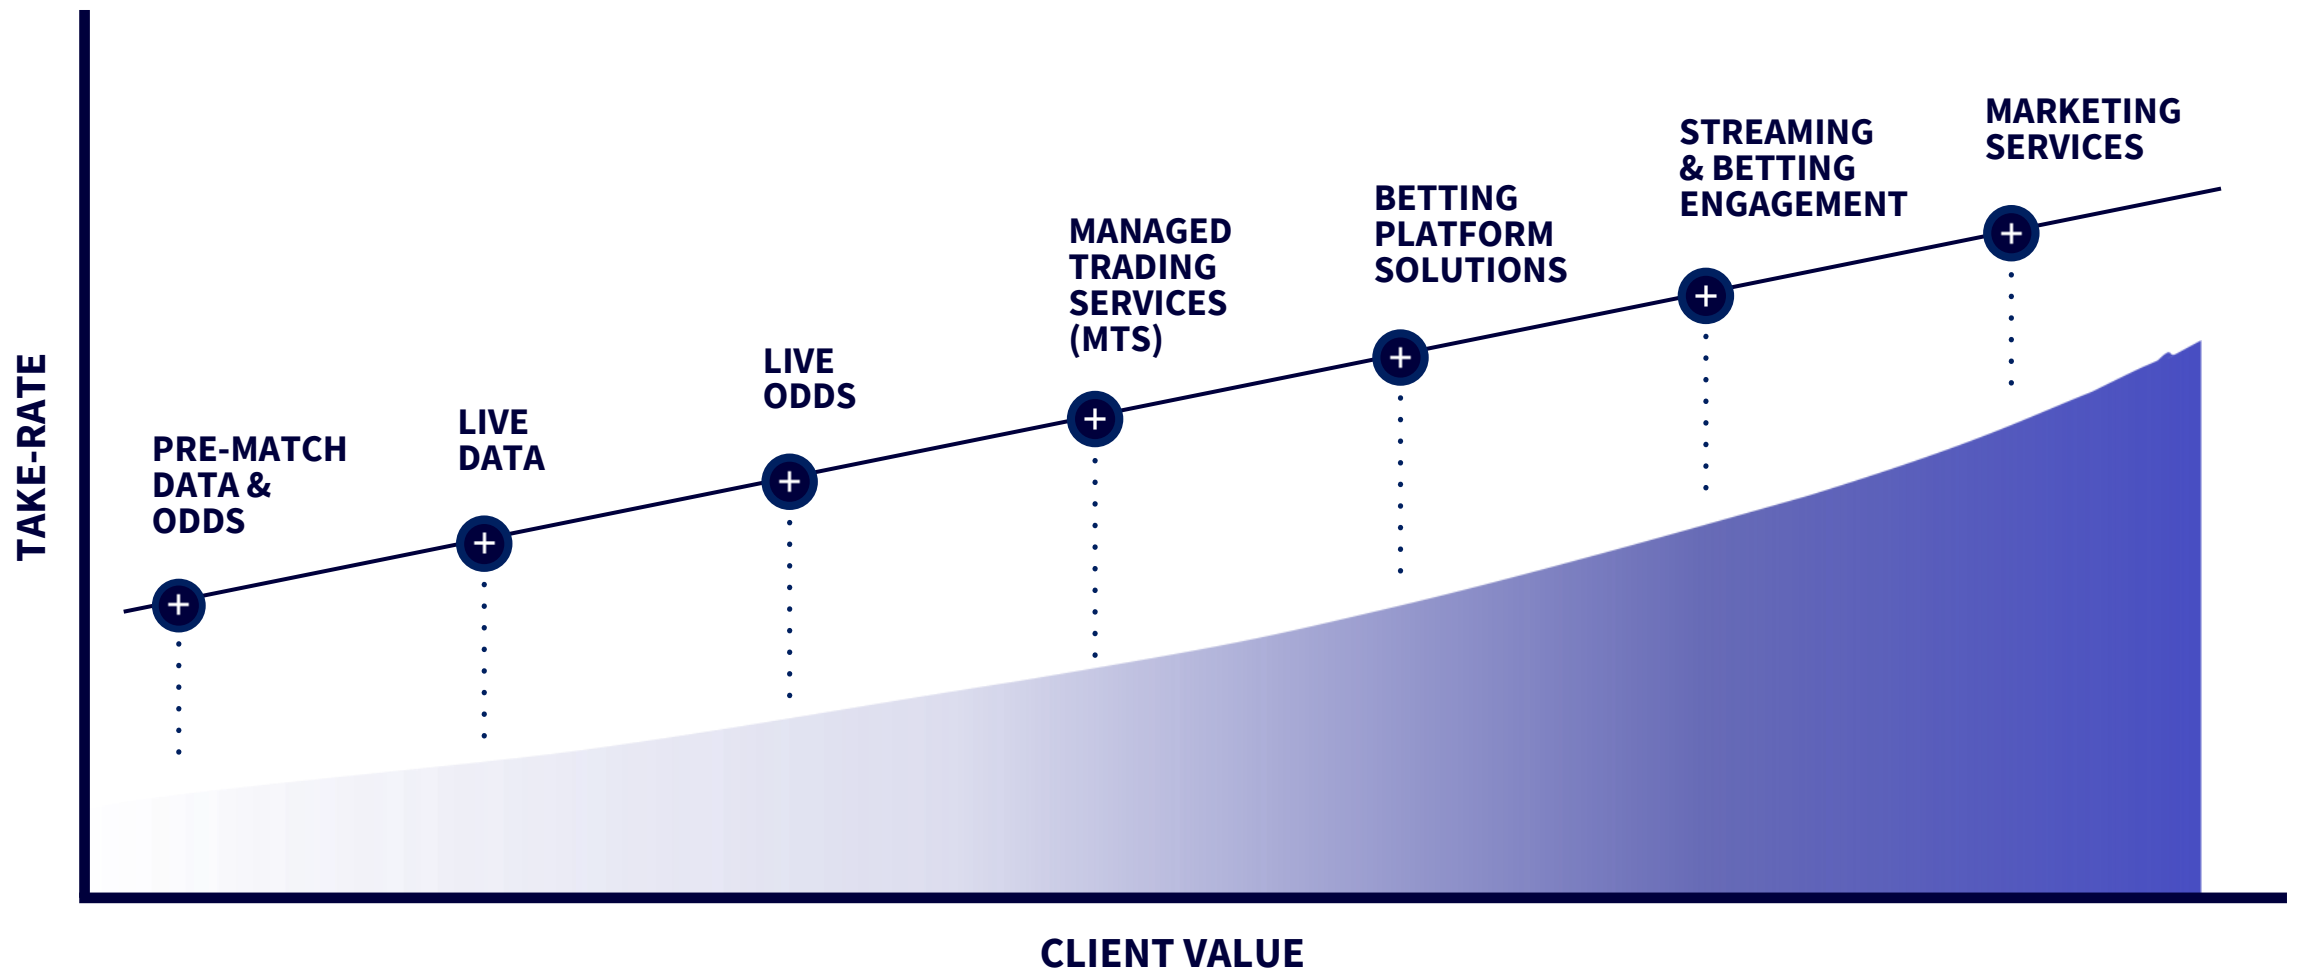 TAKE-RATE
PRE-MATCH
DATA &
ODDS
LIVE
DATA
LIVE
ODDS
MANAGED
TRADING
SERVICES
(MTS)
BETTING
PLATFORM
SOLUTIONS
STREAMING
& BETTING
ENGAGEMENT
MARKETING
SERVICES
CLIENT VALUE